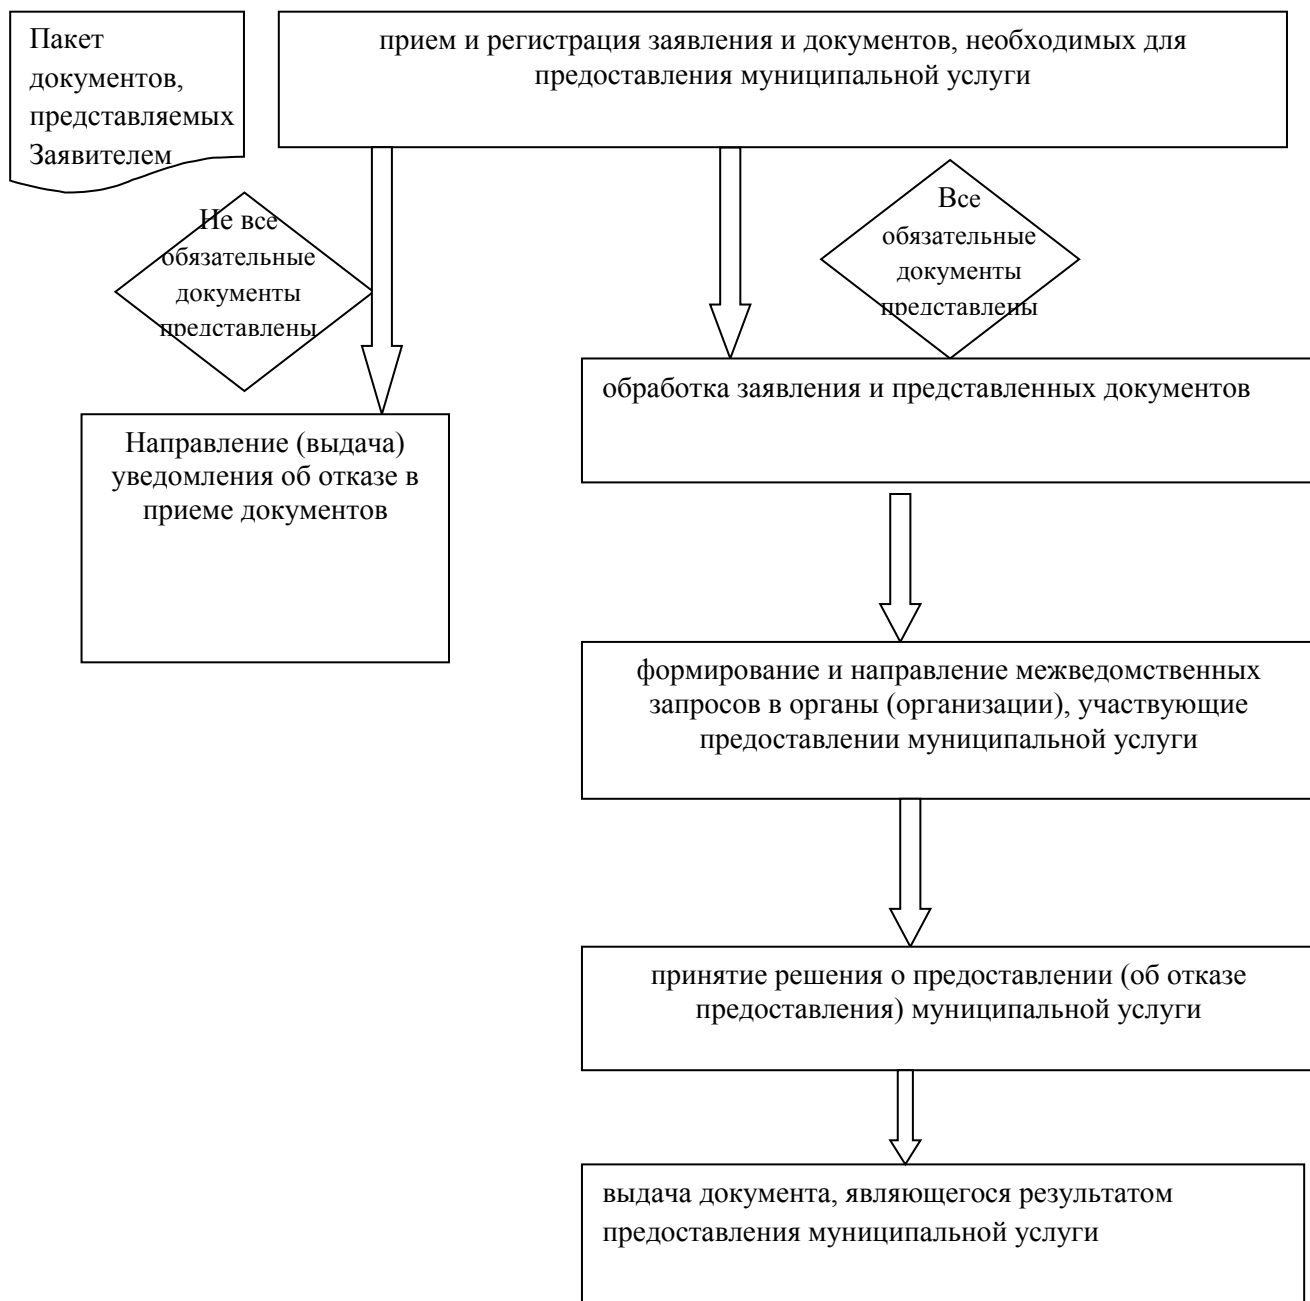 Пакет
документов,
представляемых
Заявителем
прием и регистрация заявления и документов, необходимых для
предоставления муниципальной услуги
Не все
обязательные
документы
представлены
Все
обязательные
документы
представлены
Направление (выдача)
уведомления об отказе в
приеме документов
обработка заявления и представленных документов
формирование и направление межведомственных
запросов в органы (организации), участвующие
предоставлении муниципальной услуги
принятие решения о предоставлении (об отказе
предоставления) муниципальной услуги
выдача документа, являющегося результатом
предоставления муниципальной услуги